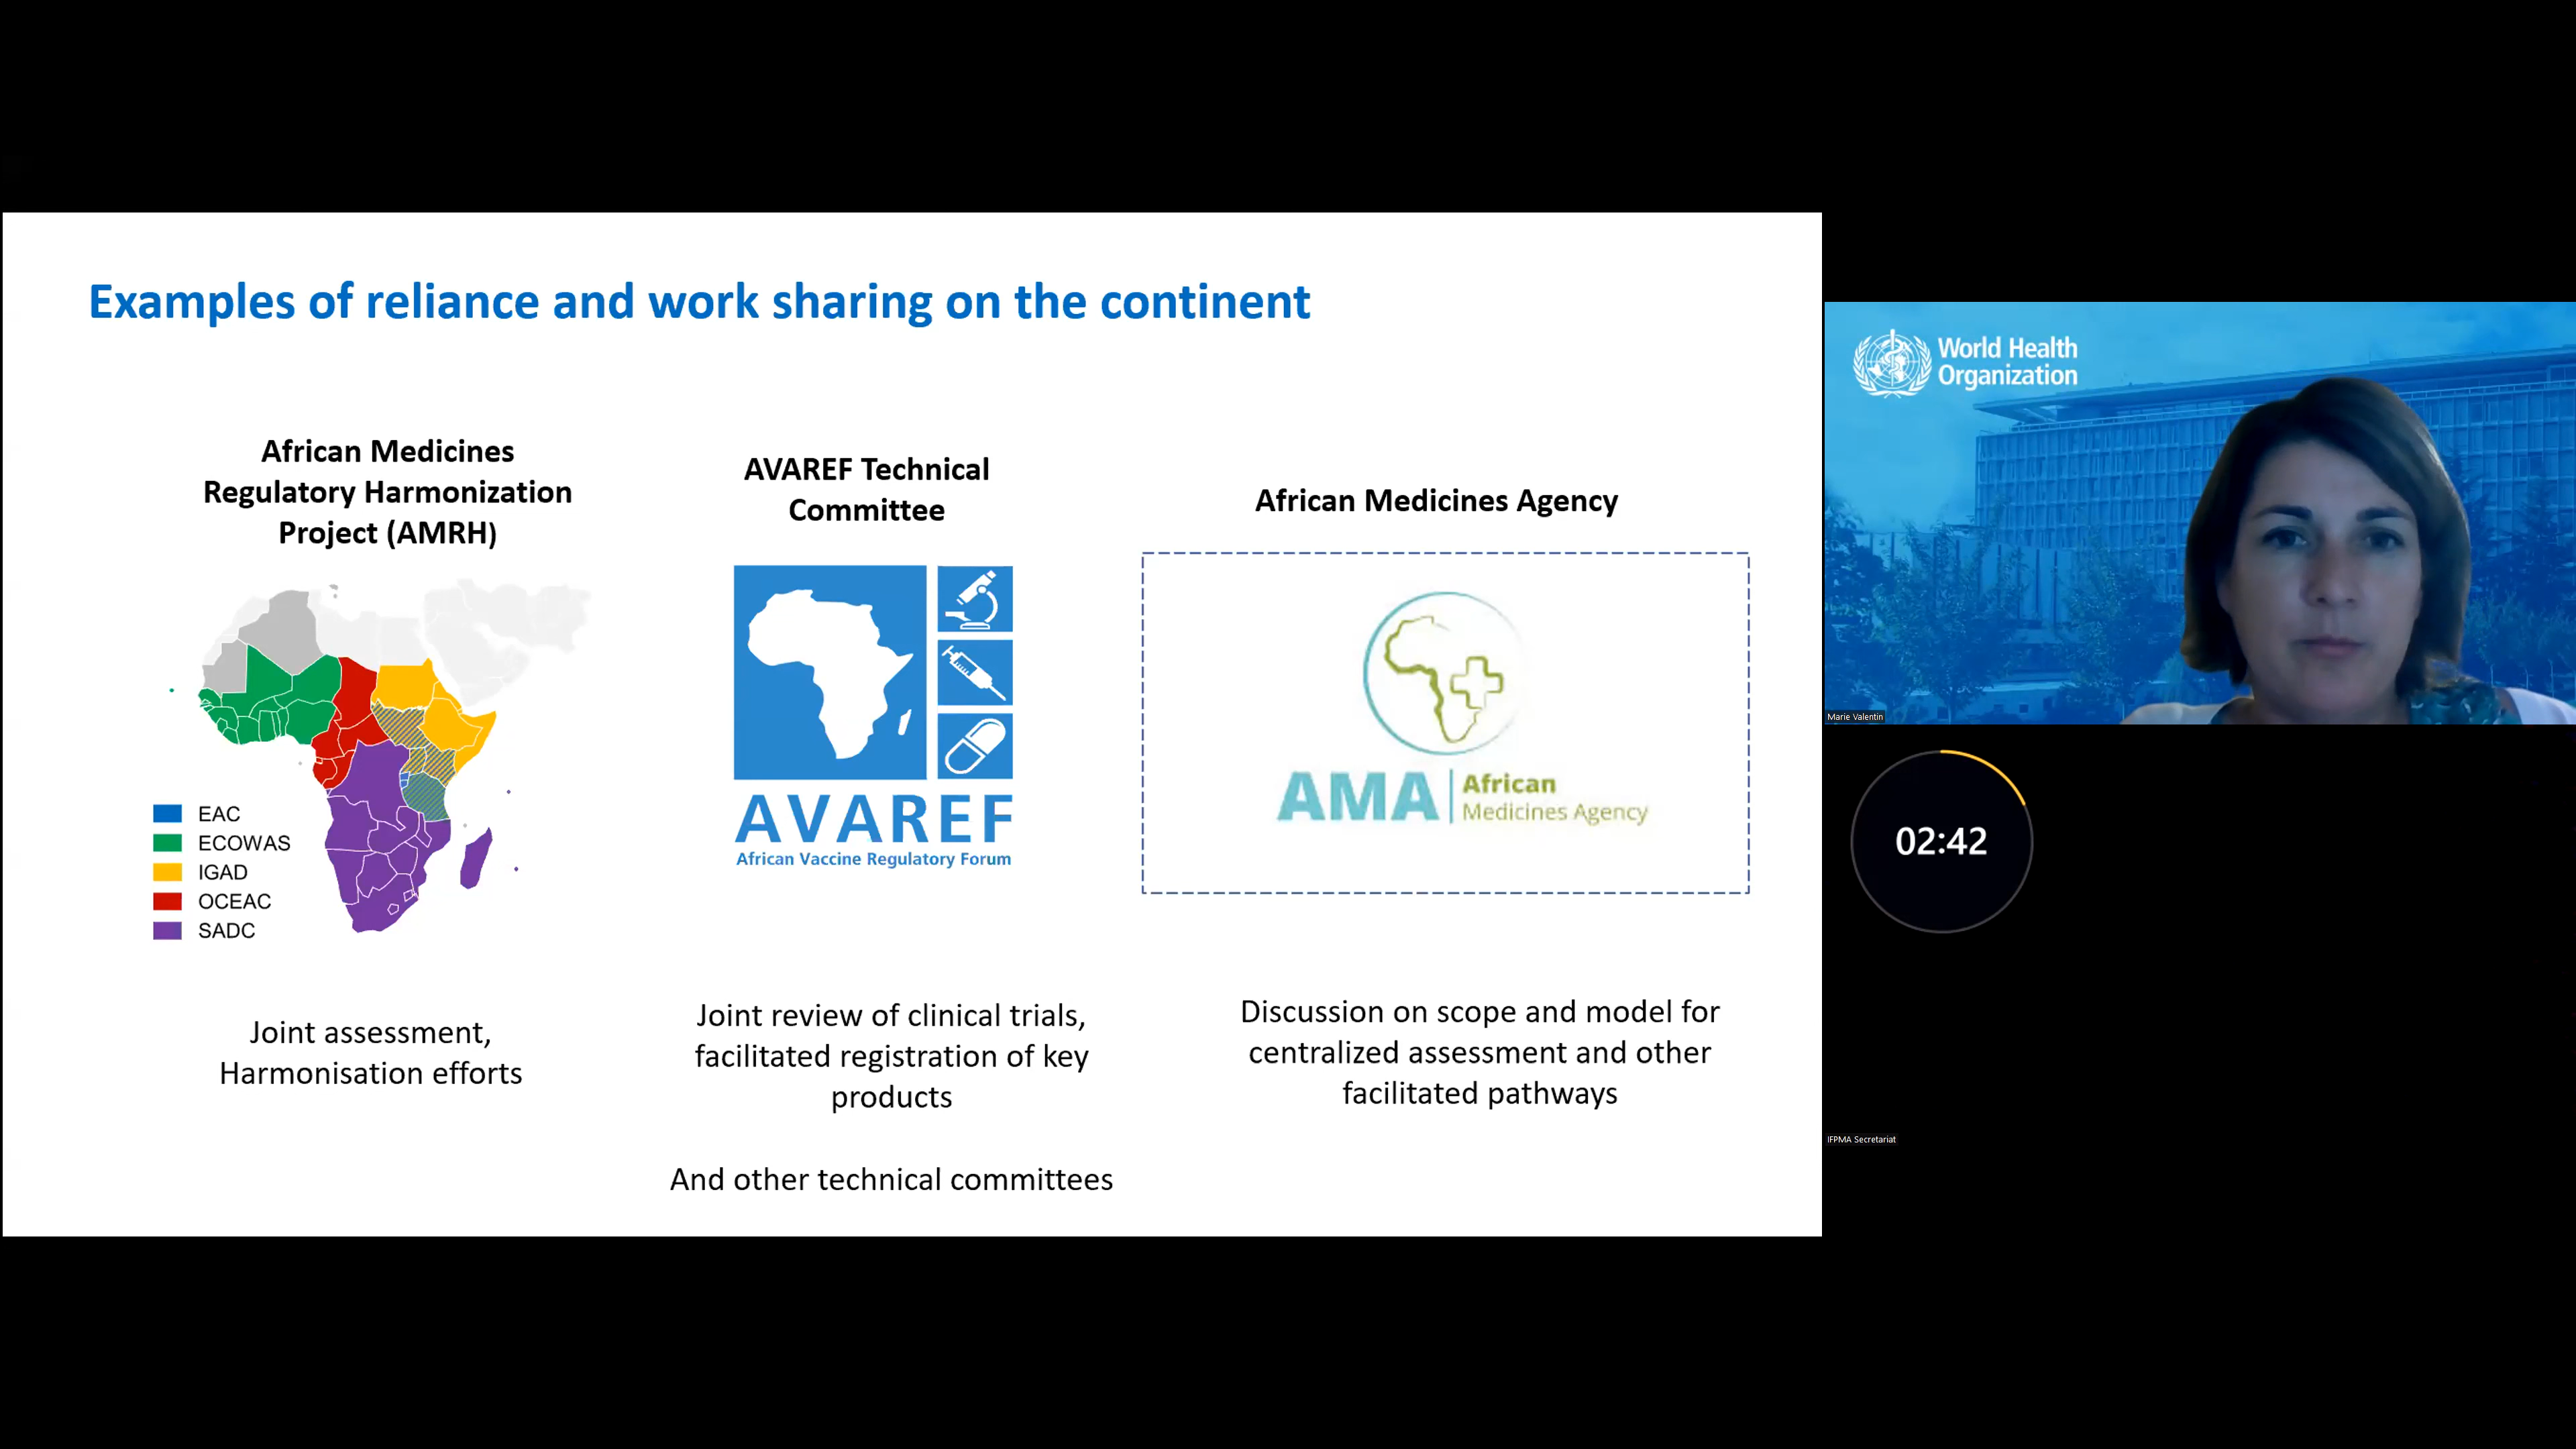 Examples of reliance and work sharing on the continent
African Medicines
Regulatory Harmonization
Project (AMRH)
EAC
ECOWAS
IGAD
OCEAC
SADC
Joint assessment,
Harmonisation efforts
AVAREF Technical
Committee
AVAREF
African Vaccine Regulatory Forum
Joint review of clinical trials,
facilitated registration of key
products
And other technical committees
African Medicines Agency
AMA
African
Medicines Agency
Discussion on scope and model for
centralized assessment and other
facilitated pathways
World Health
Organization
Marie Valentin
02:42
IFPMA Secretariat